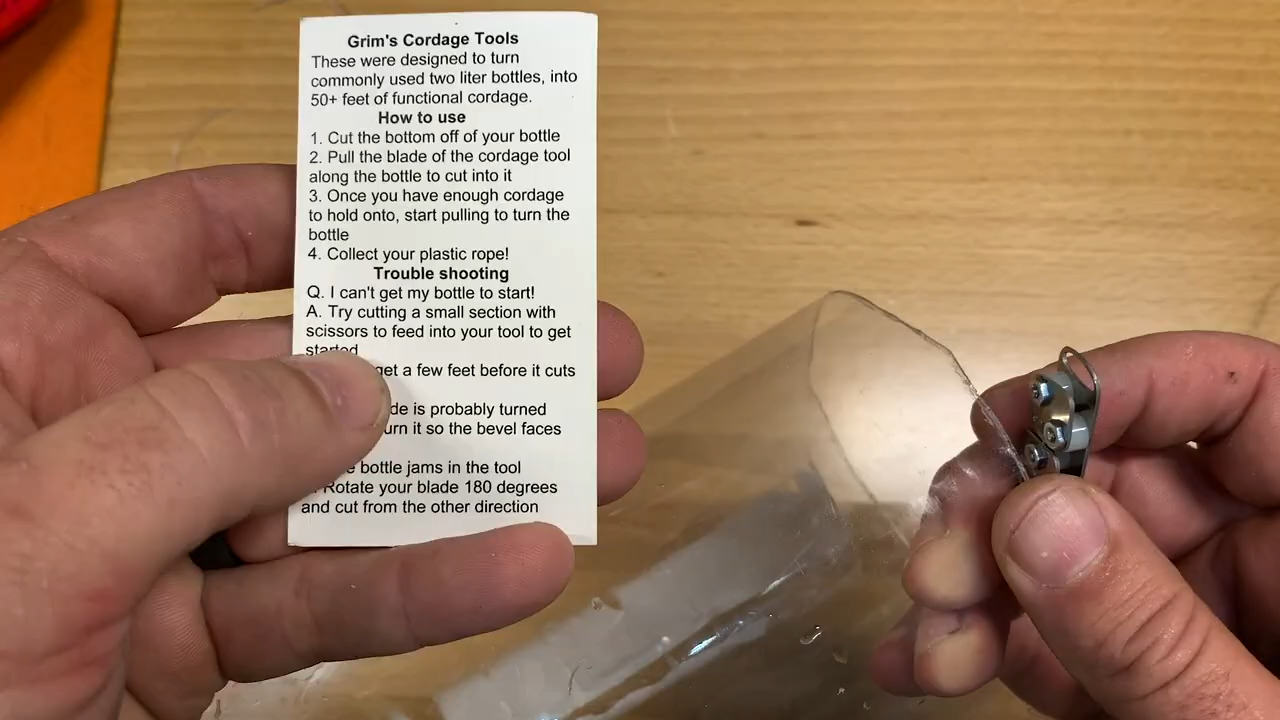 Grim's Cordage Tools
These were designed to turn
commonly used two liter bottles, into
50+ feet of functional cordage.
How to use
1. Cut the bottom off of your bottle
2. Pull the blade of the cordage tool
along the bottle to cut into it
3. Once you have enough cordage
to hold onto, start pulling to turn the
bottle
4. Collect your plastic rope!
Trouble shooting
Q. I can't get my bottle to start!
A. Try cutting a small section with
scissors to feed into your tool to get
started
get a few feet before it cuts
is probably turned
it so the bevel faces
bottle jams in the tool
Rotate your blade 180 degrees
and cut from the other direction